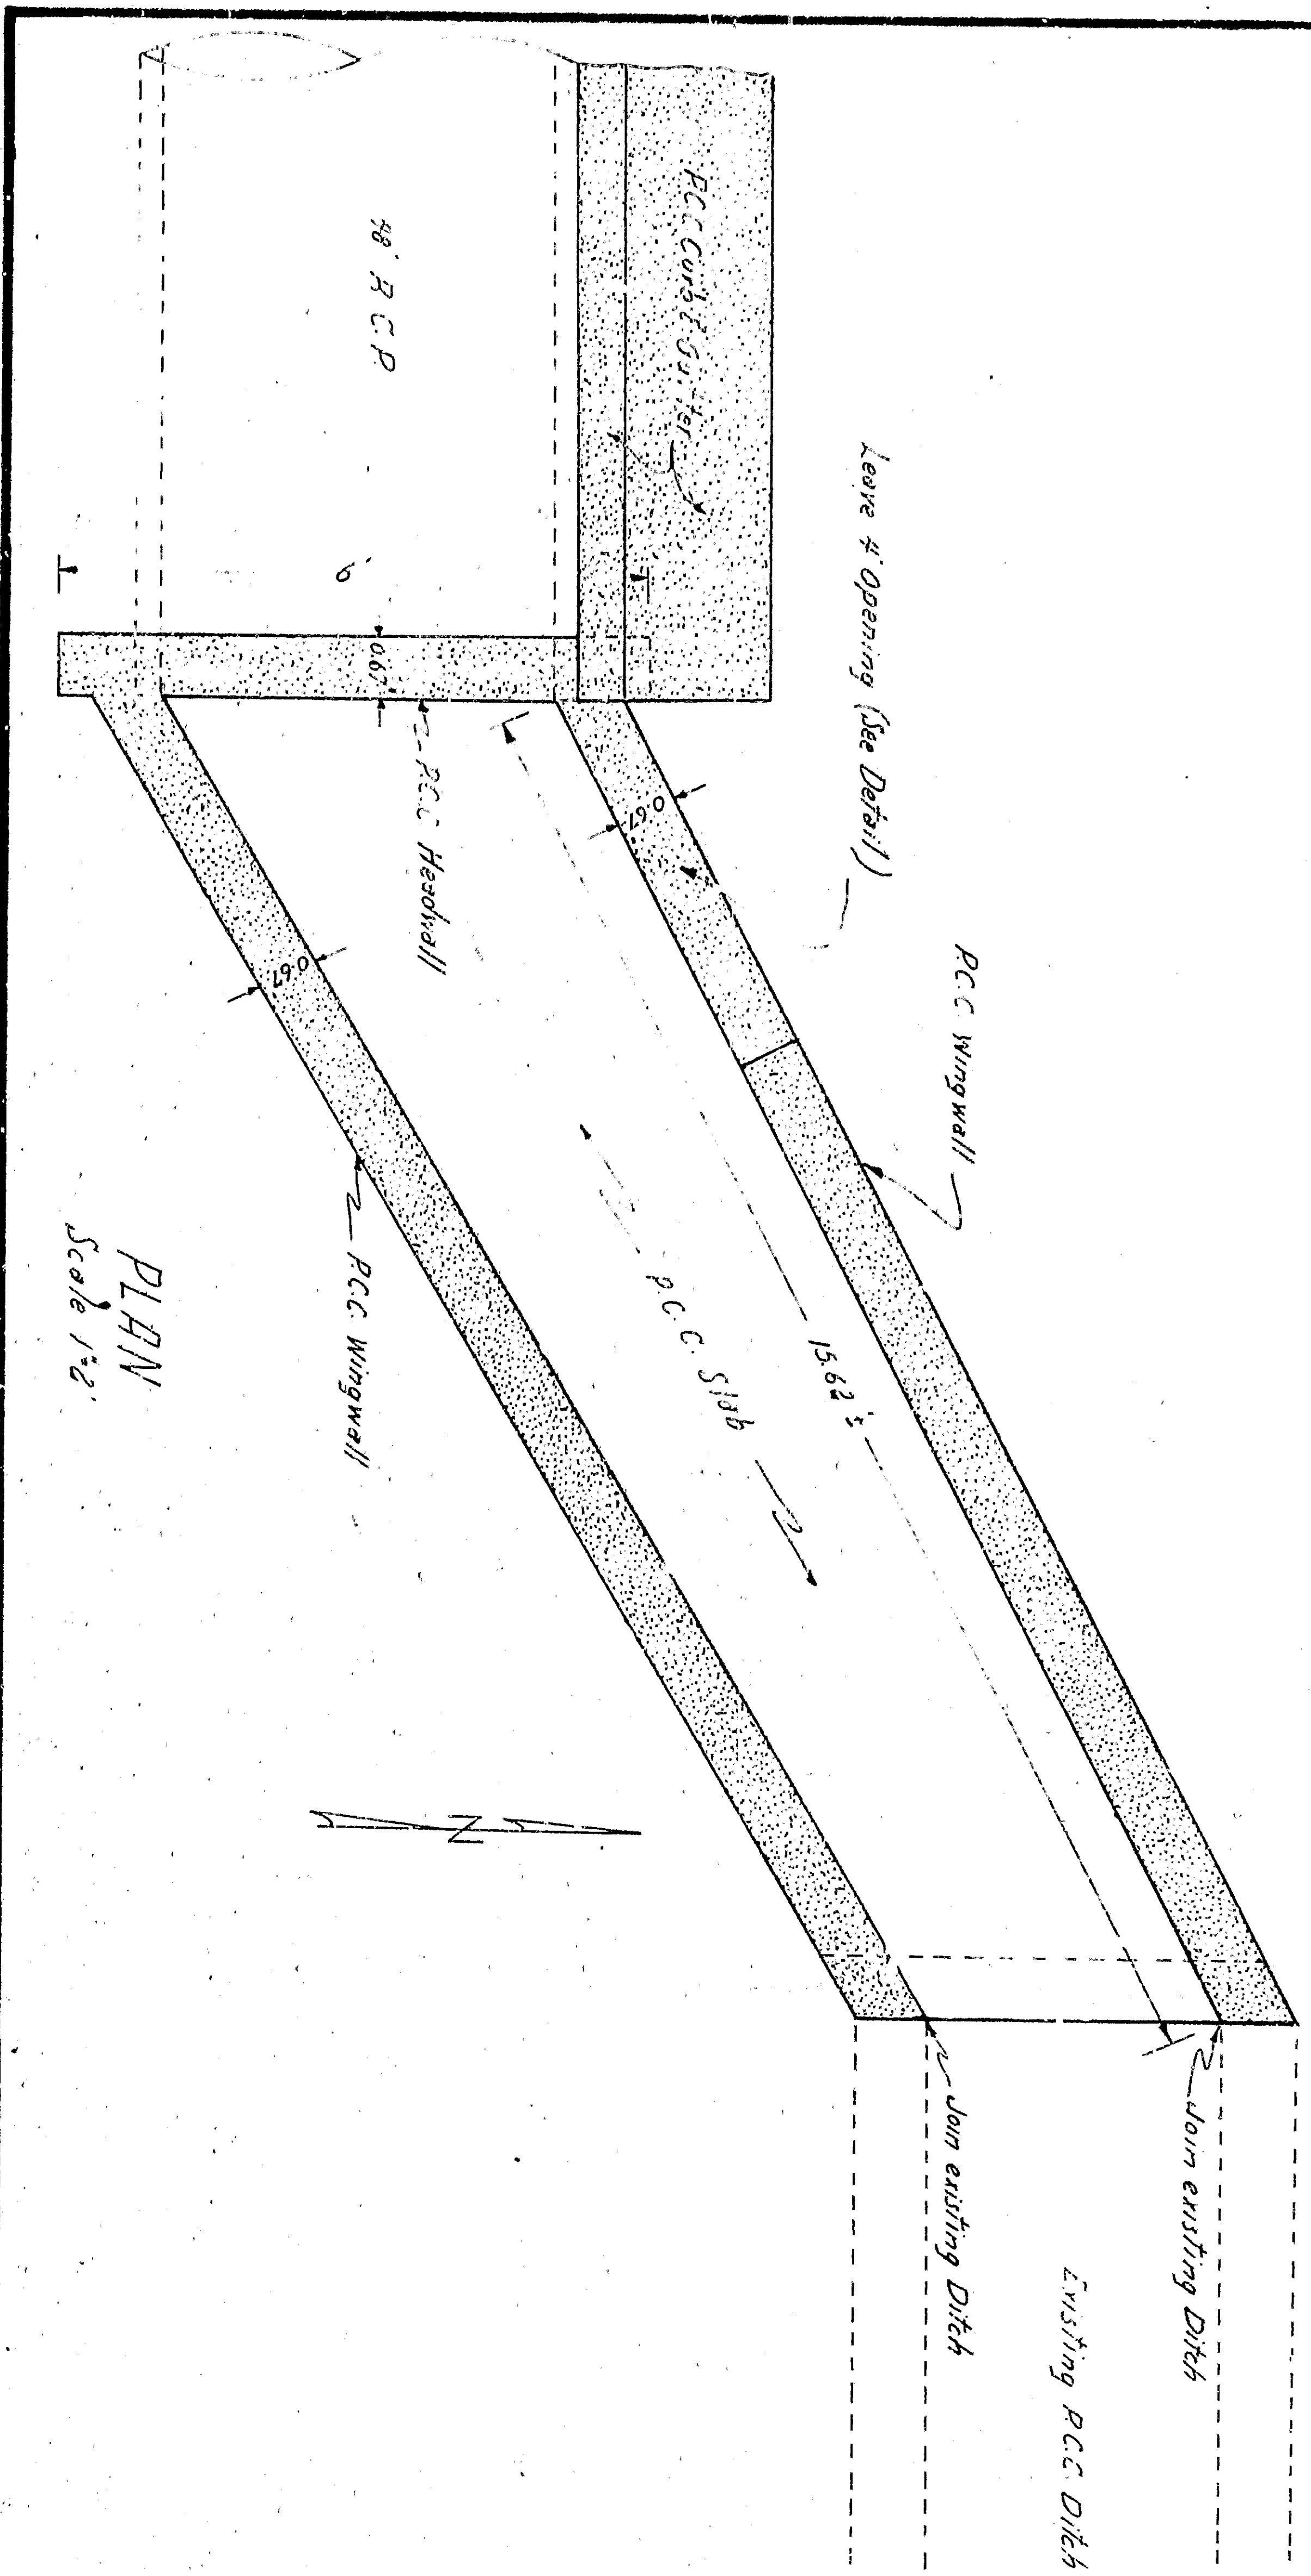 P.C.C. Curb & Gutter
48" R.C.P.
Leave 4' Opening (See Detail)
P.C.C. Wingwall
6'
0.67'
P.C.C. Headwall
0.67'
0.67'
15.62'±
P.C.C. Slab
P.C.C. Wingwall
PLAN
Scale 1"=2'
N
Join existing Ditch
Join existing Ditch
Existing P.C.C. Ditch